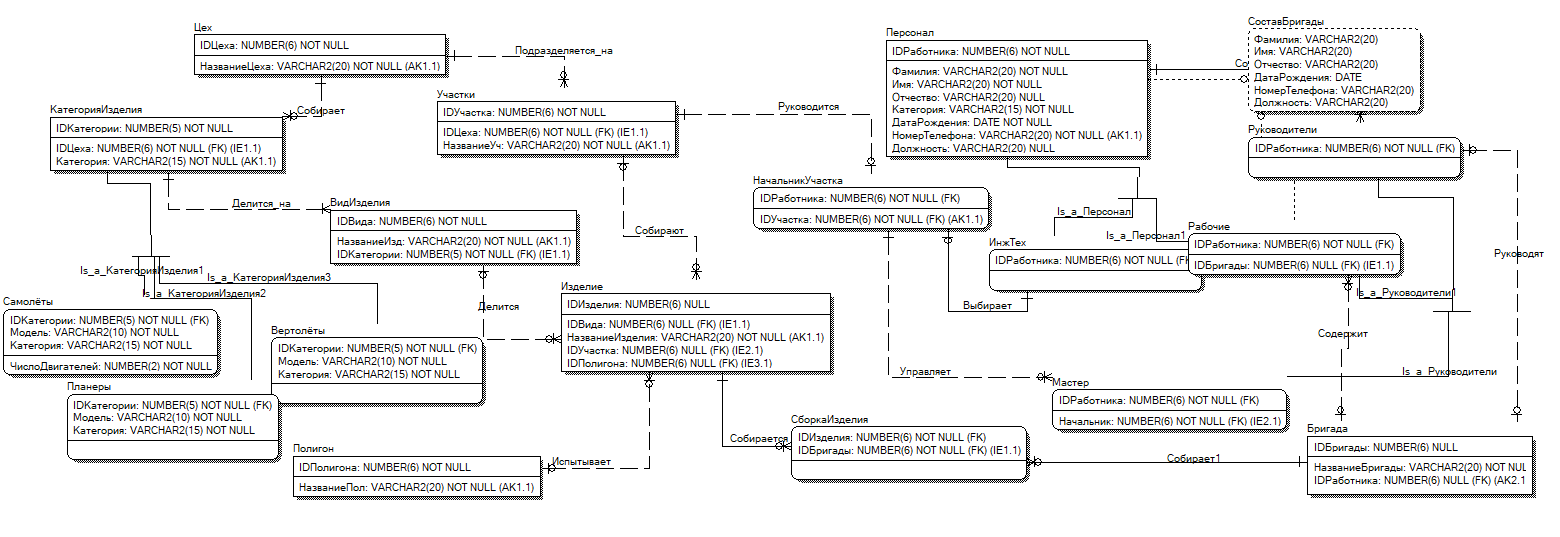 Цех
IDЦеха: NUMBER(6) NOT NULL
НазваниеЦеха: VARCHAR2(20) NOT NULL (AK1.1)
Подразделяется_на
КатегорияИзделия
IDКатегории: NUMBER(5) NOT NULL
IDЦеха: NUMBER(6) NOT NULL (FK) (IE1.1)
Категория: VARCHAR2(15) NOT NULL (AK1.1)
Собирает
Участки
IDУчастка: NUMBER(6) NOT NULL
IDЦеха: NUMBER(6) NOT NULL (FK) (IE1.1)
НазваниеУч: VARCHAR2(20) NOT NULL (AK1.1)
Руководится
Персонал
IDРаботника: NUMBER(6) NOT NULL
Фамилия: VARCHAR2(20) NOT NULL
Имя: VARCHAR2(20) NOT NULL
Отчество: VARCHAR2(20) NULL
Категория: VARCHAR2(15) NOT NULL
ДатаРождения: DATE NOT NULL
НомерТелефона: VARCHAR2(20) NOT NULL (AK1.1)
Должность: VARCHAR2(20) NULL
Со
СоставБригады
Фамилия: VARCHAR2(20)
Имя: VARCHAR2(20)
Отчество: VARCHAR2(20)
ДатаРождения: DATE
НомерТелефона: VARCHAR2(20)
Должность: VARCHAR2(20)
Руководители
IDРаботника: NUMBER(6) NOT NULL (FK)
Делится_на
ВидИзделия
IDВида: NUMBER(6) NOT NULL
НазваниеИзд: VARCHAR2(20) NOT NULL (AK1.1)
IDКатегории: NUMBER(5) NOT NULL (FK) (IE1.1)
Собирают
НачальникУчастка
IDРаботника: NUMBER(6) NOT NULL (FK)
IDУчастка: NUMBER(6) NOT NULL (FK) (AK1.1)
Is_a_Персонал
Is_a_Персонал1
ИнжТех
IDРаботника: NUMBER(6) NOT NULL (FK
Рабочие
IDРаботника: NUMBER(6) NOT NULL (FK)
IDБригады: NUMBER(6) NOT NULL (FK) (IE1.1)
Руководят
Is_a_КатегорияИзделия1
Is_a_КатегорияИзделия3
Is_a_КатегорияИзделия2
Выбирает
Is_a_Руководители1
Содержит
Самолёты
IDКатегории: NUMBER(5) NOT NULL (FK)
Модель: VARCHAR2(10) NOT NULL
Категория: VARCHAR2(15) NOT NULL
ЧислоДвигателей: NUMBER(2) NOT NULL
Вертолёты
IDКатегории: NUMBER(5) NOT NULL (FK)
Модель: VARCHAR2(10) NOT NULL
Категория: VARCHAR2(15) NOT NULL
Делится
Изделие
IDИзделия: NUMBER(6) NULL
IDВида: NUMBER(6) NULL (FK) (IE1.1)
НазваниеИзделия: VARCHAR2(20) NOT NULL (AK1.1)
IDУчастка: NUMBER(6) NULL (FK) (IE2.1)
IDПолигона: NUMBER(6) NULL (FK) (IE3.1)
Управляет
Is_a_Руководители
Планеры
IDКатегории: NUMBER(5) NOT NULL (FK)
Модель: VARCHAR2(10) NOT NULL
Категория: VARCHAR2(15) NOT NULL
Мастер
IDРаботника: NUMBER(6) NOT NULL (FK)
Начальник: NUMBER(6) NOT NULL (FK) (IE2.1)
Полигон
IDПолигона: NUMBER(6) NOT NULL
НазваниеПол: VARCHAR2(20) NOT NULL (AK1.1)
Испытывает
Собирается
СборкаИзделия
IDИзделия: NUMBER(6) NOT NULL (FK)
IDБригады: NUMBER(6) NOT NULL (FK) (IE1.1)
Собирает1
Бригада
IDБригады: NUMBER(6) NULL
НазваниеБригады: VARCHAR2(20) NOT NUL
IDРаботника: NUMBER(6) NULL (FK) (AK2.1